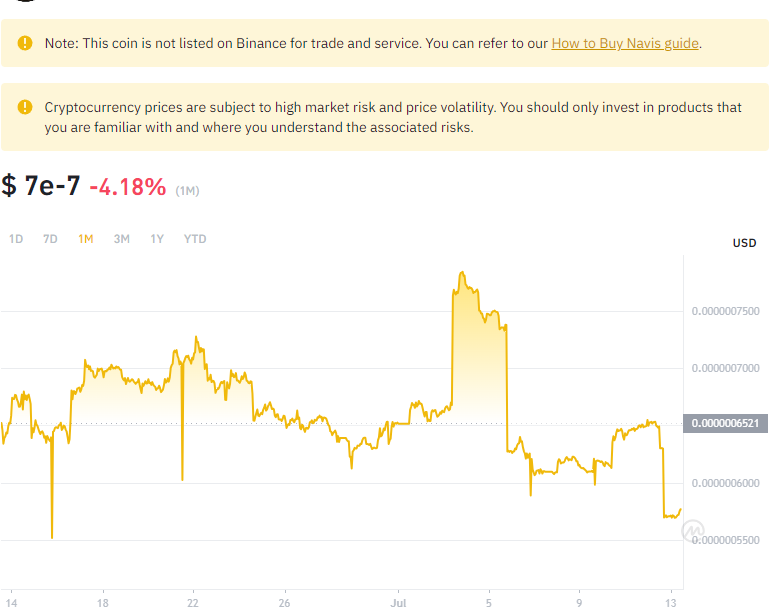 Note: This coin is not listed on Binance for trade and service. You can refer to our How to Buy Navis guide.
Cryptocurrency prices are subject to high market risk and price volatility. You should only invest in products that
you are familiar with and where you understand the associated risks.
$ 7e-7 -4.18% (1M)
1D 7D 1M 3M 1Y YTD
USD
0.0000007500
0.0000007000
0.0000006521
0.0000006000
0.0000005500
14 18 22 26 Jul 5 9 13